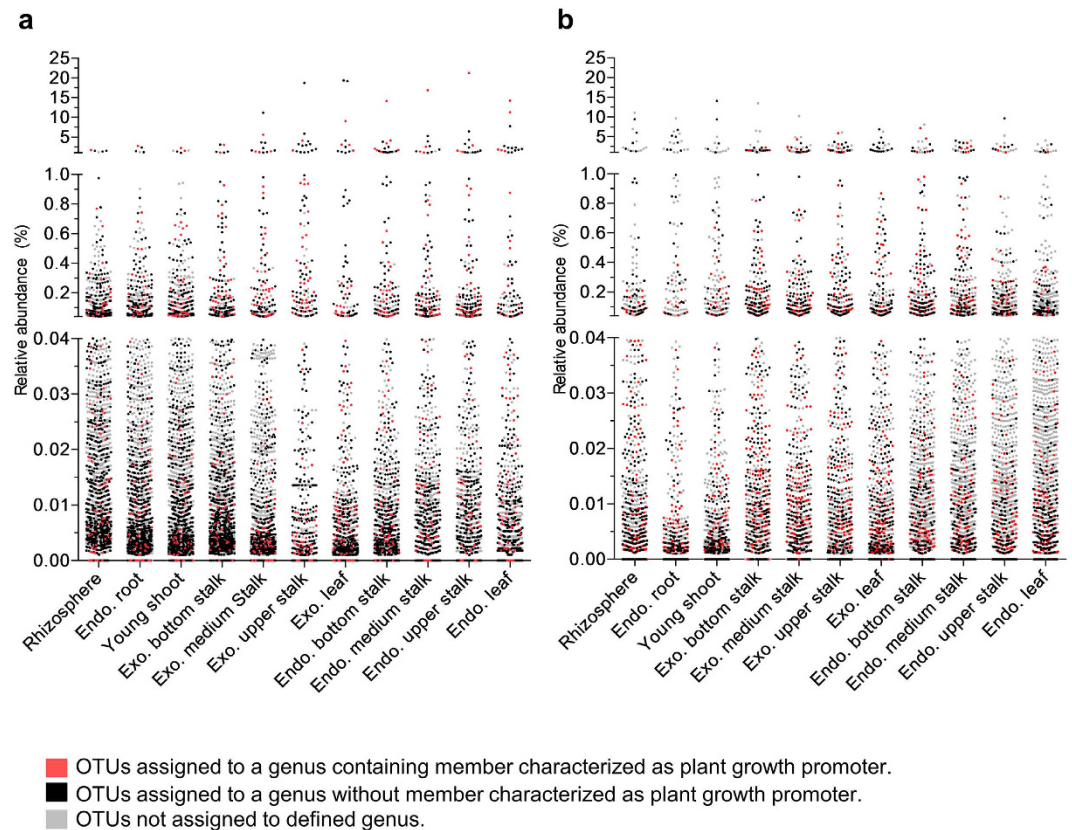 a
b
25
20
15
10
5
1.0
0.8
0.6
0.4
0.2
0.04
0.03
0.02
0.01
0.00
Relative abundance (%)
Relative abundance (%)
Rhizosphere
Endo. root
Young shoot
Exo. bottom stalk
Exo. medium Stalk
Exo. upper stalk
Exo. leaf
Endo. bottom stalk
Endo. medium stalk
Endo. upper stalk
Endo. leaf
25
20
15
10
5
1.0
0.8
0.6
0.4
0.2
0.04
0.03
0.02
0.01
0.00
Relative abundance (%)
Relative abundance (%)
Rhizosphere
Endo. root
Young shoot
Exo. bottom stalk
Exo. medium stalk
Exo. upper stalk
Exo. leaf
Endo. bottom stalk
Endo. medium stalk
Endo. upper stalk
Endo. leaf
OTUs assigned to a genus containing member characterized as plant growth promoter.
OTUs assigned to a genus without member characterized as plant growth promoter.
OTUs not assigned to defined genus.